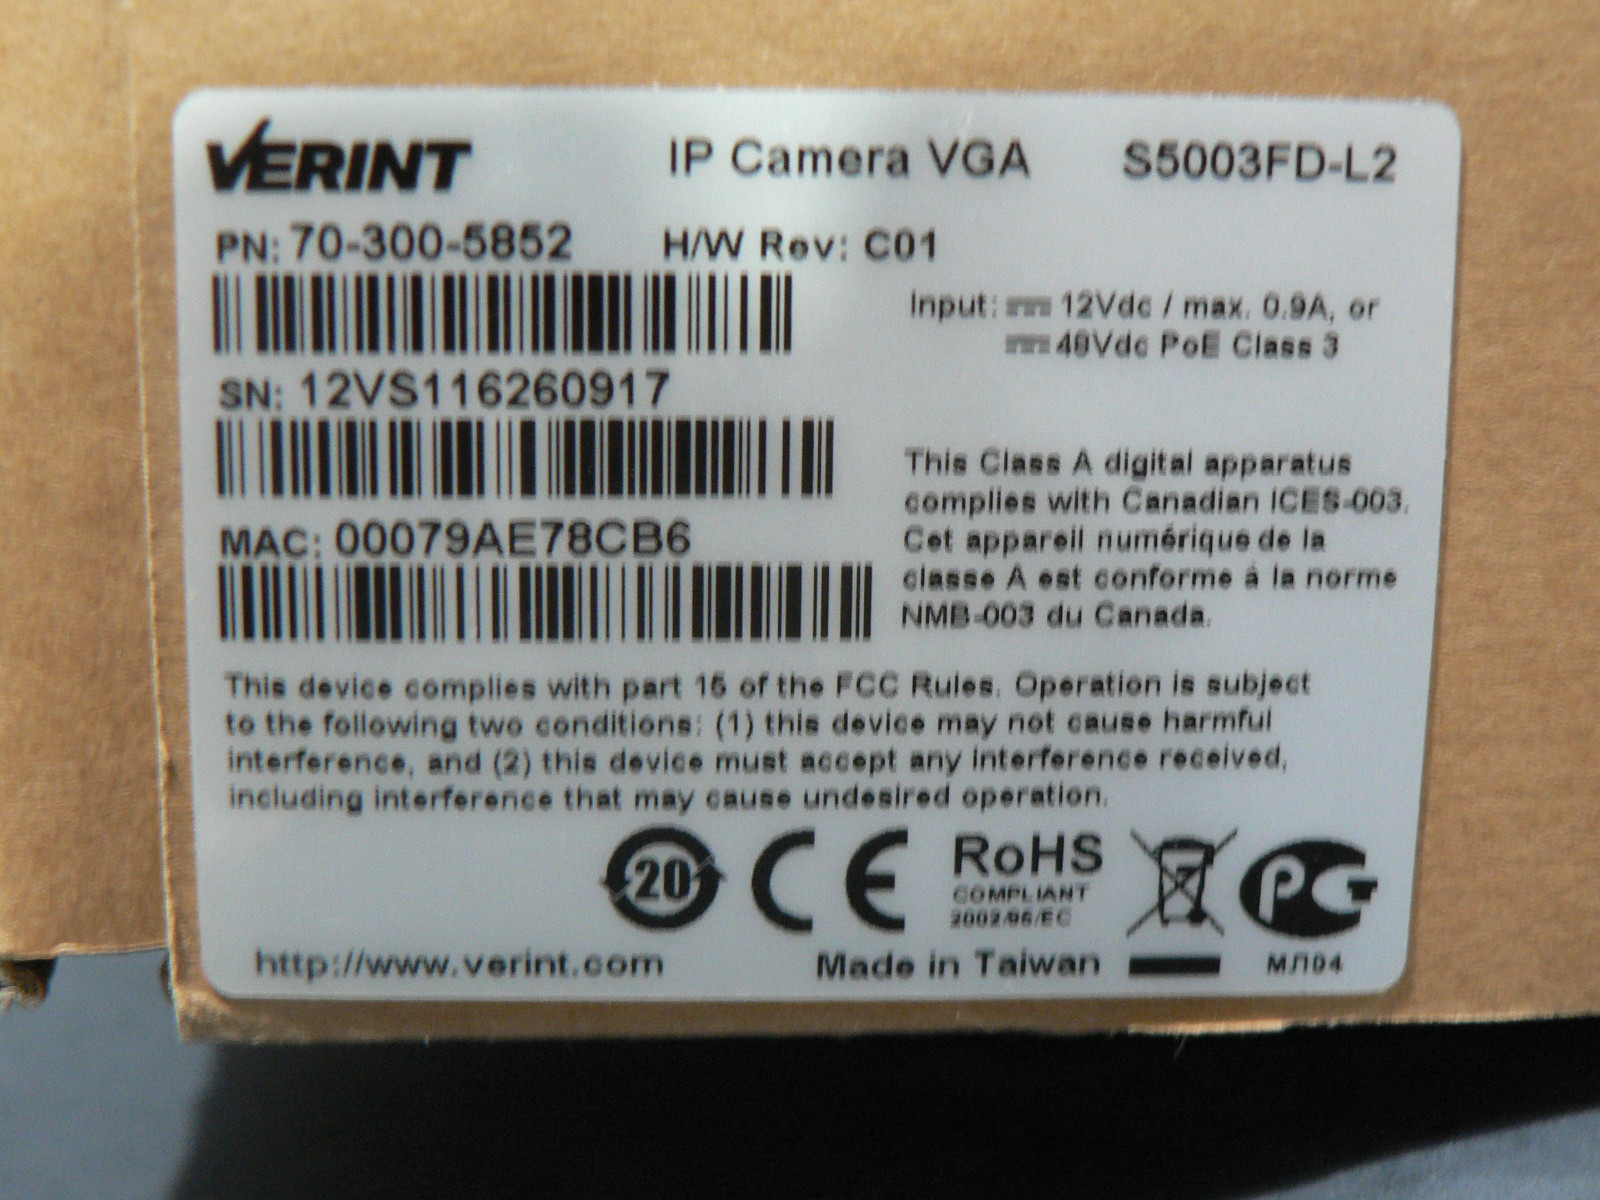 VERINT IP Camera VGA S5003FD-L2
PN: 70-300-5852 H/W Rev: C01
Input: 12Vdc / max. 0.9A, or
48Vdc PoE Class 3
SN: 12VS116260917
MAC: 00079AE78CB6
This Class A digital apparatus
complies with Canadian ICES-003.
Cet appareil numérique de la
classe A est conforme à la norme
NMB-003 du Canada.
This device complies with part 15 of the FCC Rules. Operation is subject
to the following two conditions: (1) this device may not cause harmful
interference, and (2) this device must accept any interference received,
including interference that may cause undesired operation.
20 CE RoHS
COMPLIANT
2002/95/EC
PCT
МЛ04
http://www.verint.com Made in Taiwan